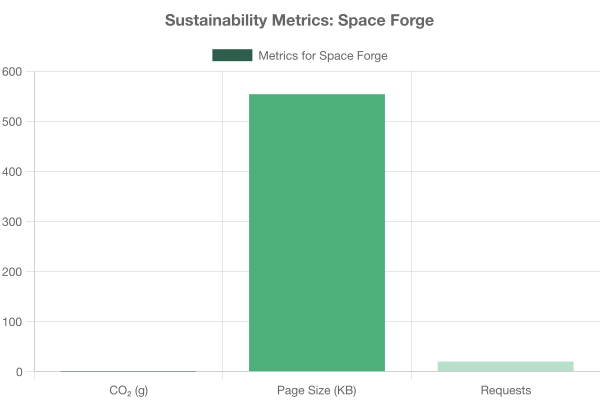 Sustainability Metrics: Space Forge
Metrics for Space Forge
600
500
400
300
200
100
0
CO₂ (g)
Page Size (KB)
Requests